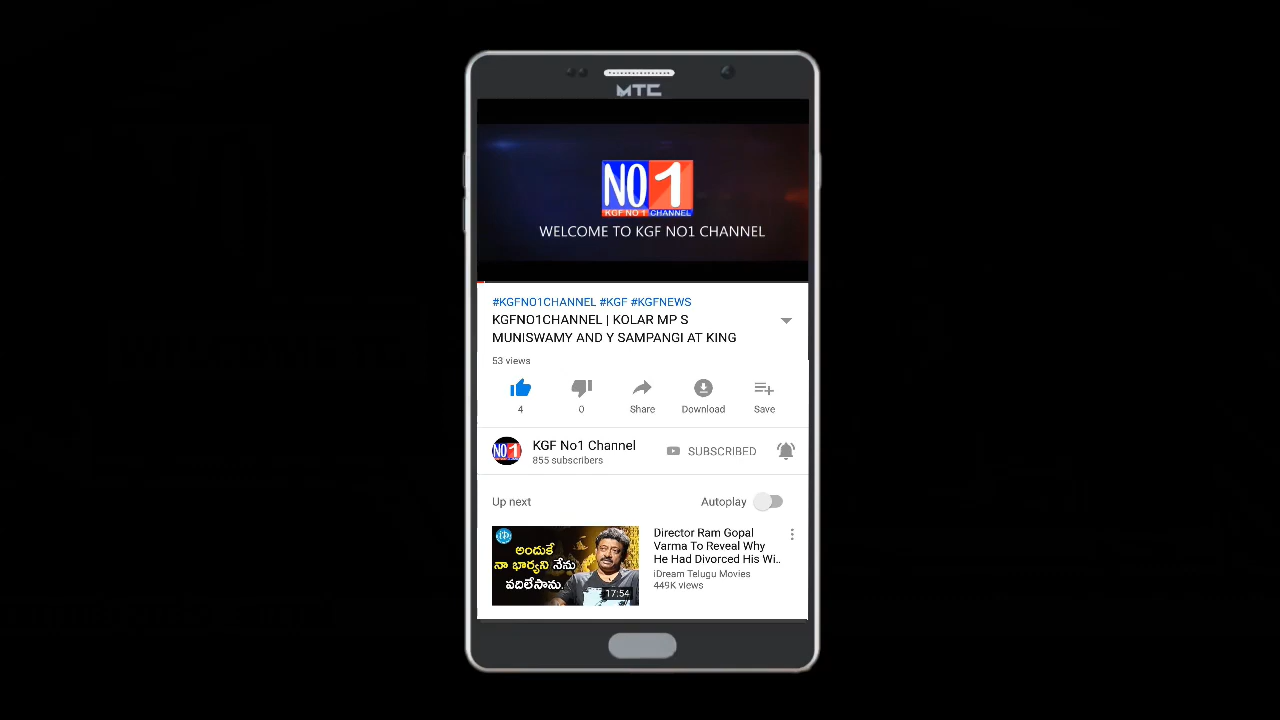 MTC
NO1
KGF NO 1 CHANNEL
WELCOME TO KGF NO1 CHANNEL
#KGFNO1CHANNEL #KGF #KGFNEWS
KGFNO1CHANNEL | KOLAR MP S
MUNISWAMY AND Y SAMPANGI AT KING
53 views
4
0
Share
Download
Save
NO1
KGF No1 Channel
855 subscribers
SUBSCRIBED
Up next
Autoplay
అందుకే
నా భార్యని నేను
వదిలేసాను.
17:54
Director Ram Gopal
Varma To Reveal Why
He Had Divorced His Wi..
iDream Telugu Movies
449K views